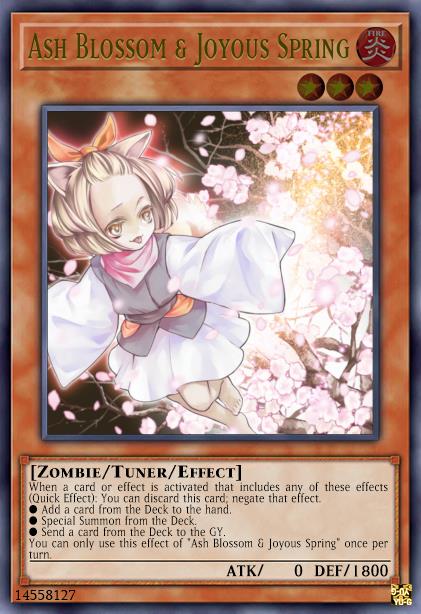 ASH BLOSSOM & JOYOUS SPRING
FIRE
炎
[ZOMBIE/TUNER/EFFECT]
When a card or effect is activated that includes any of these effects
(Quick Effect): You can discard this card; negate that effect.
● Add a card from the Deck to the hand.
● Special Summon from the Deck.
● Send a card from the Deck to the GY.
You can only use this effect of "Ash Blossom & Joyous Spring" once per
turn.
ATK/ 0 DEF/1800
14558127